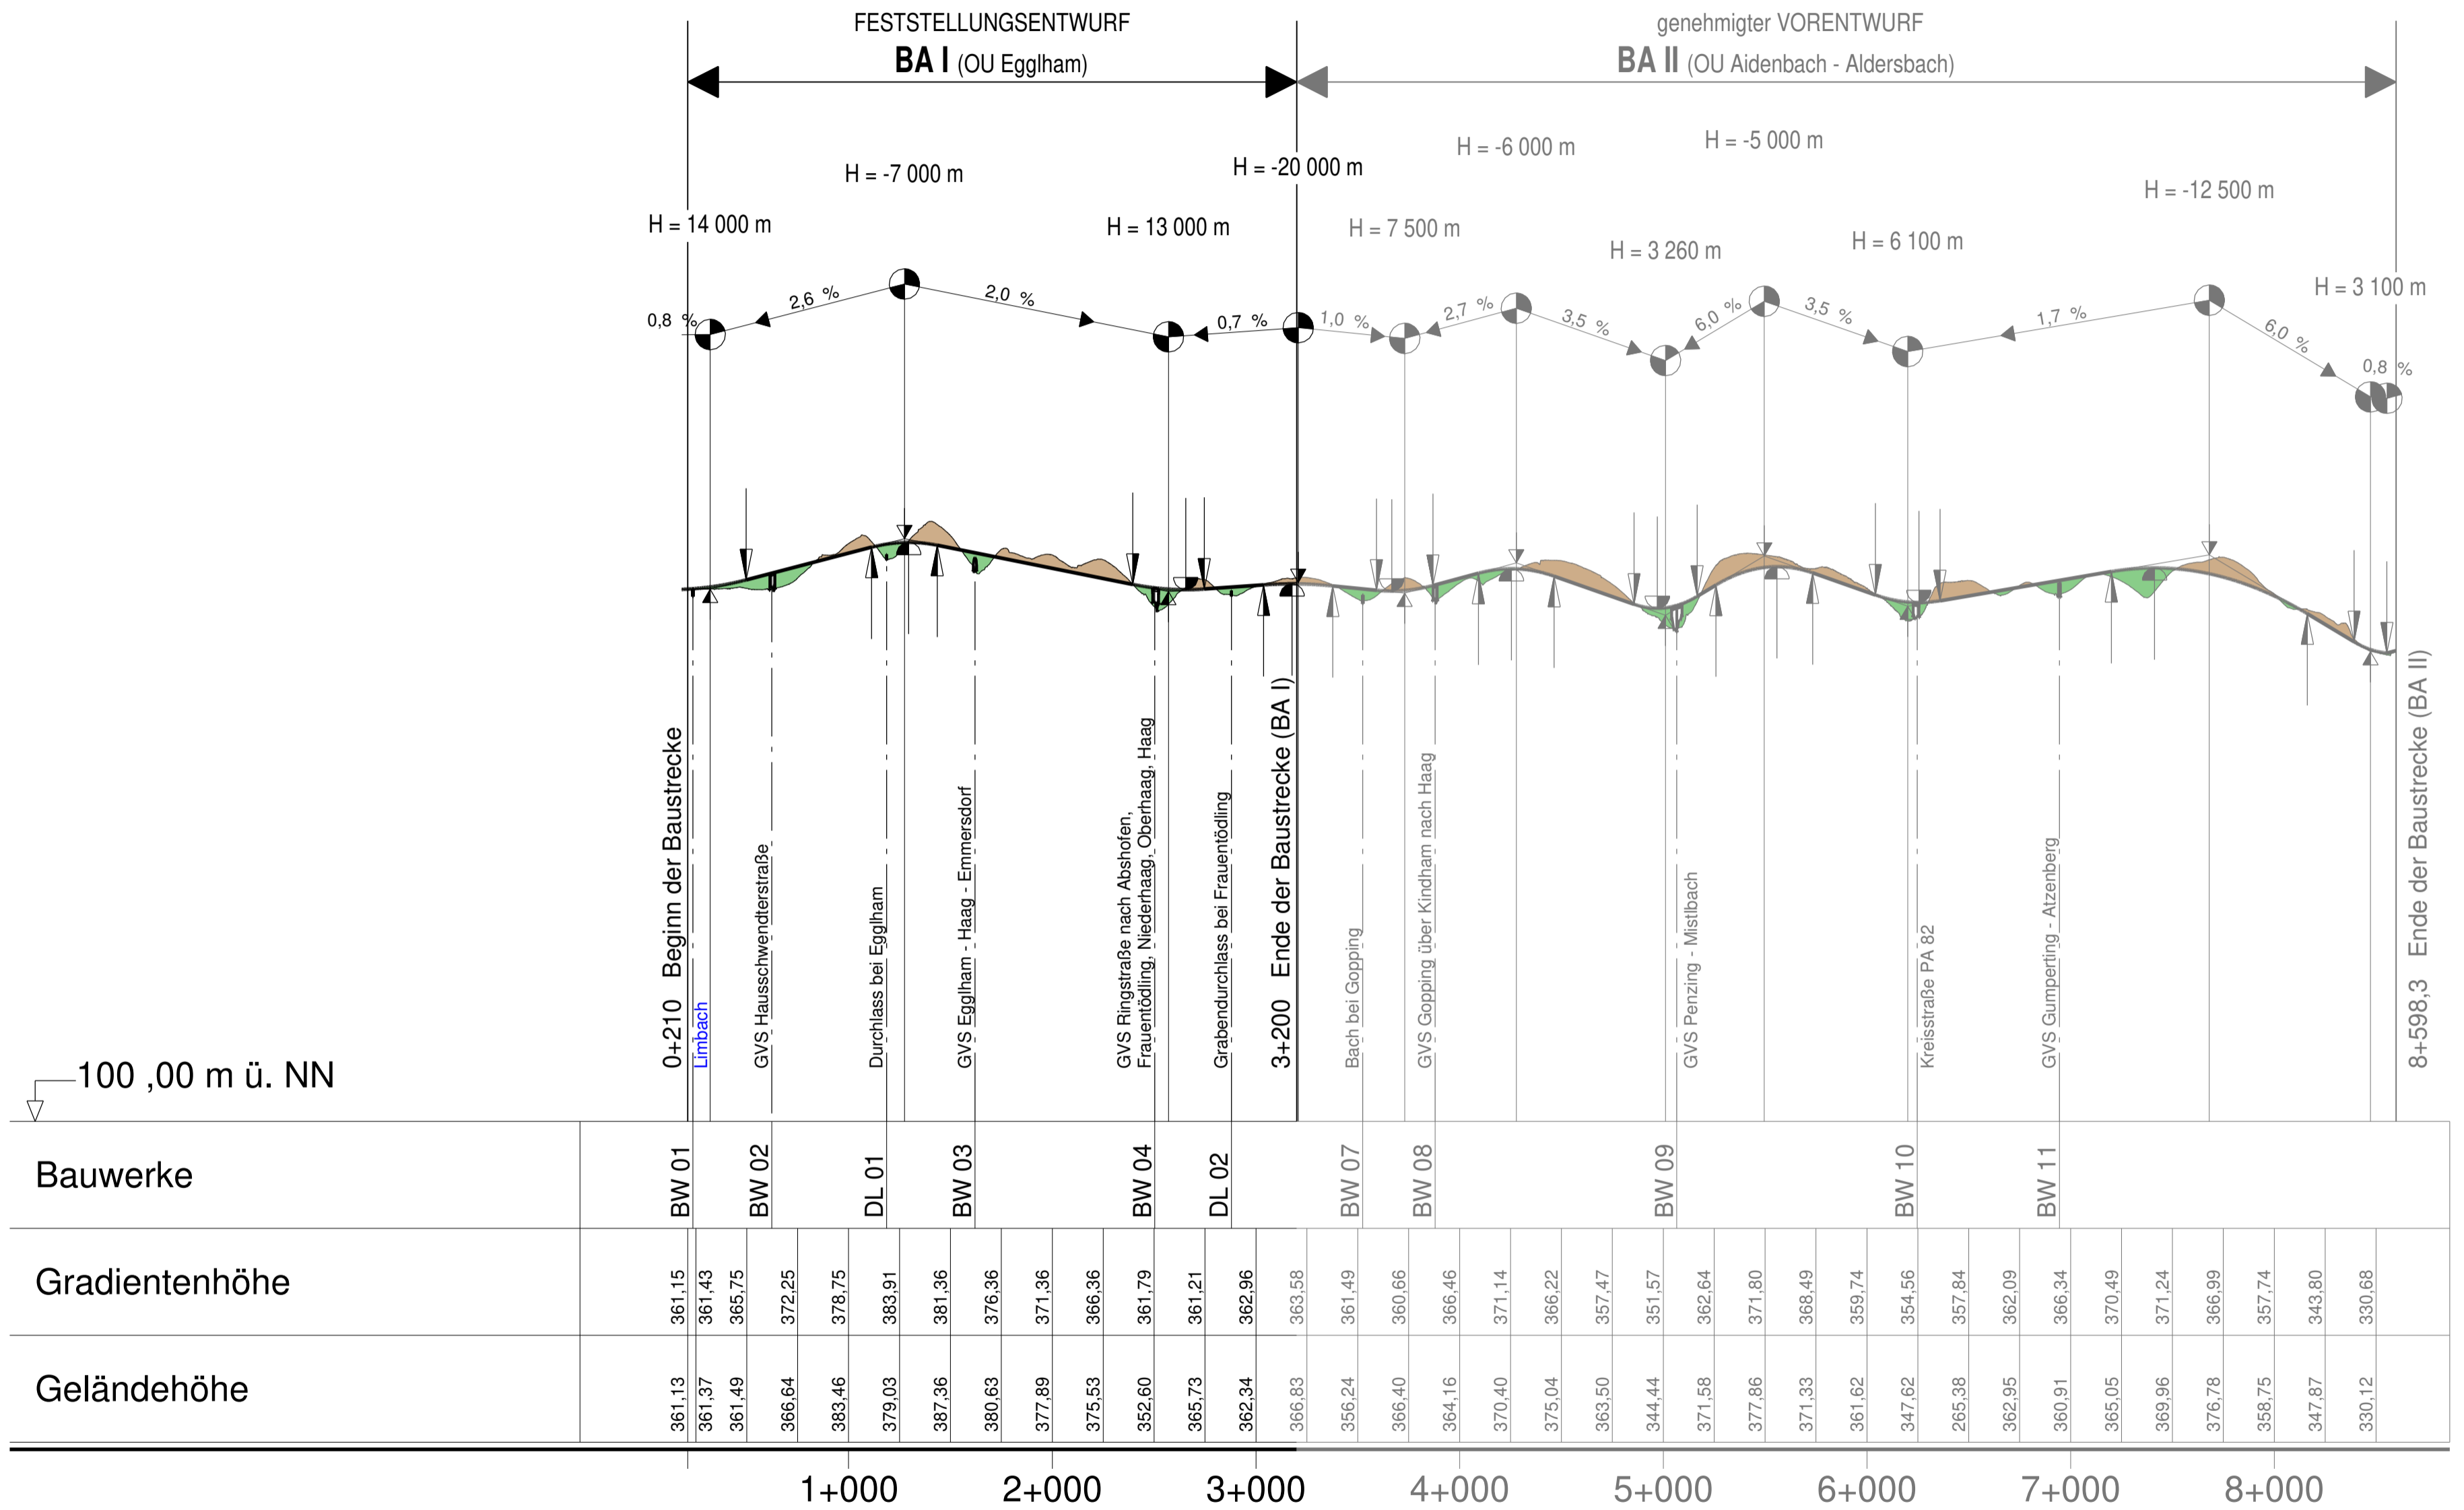 FESTSTELLUNGSENTWURF
BA I (OU Egglham)
genehmigter VORENTWURF
BA II (OU Aidenbach - Aldersbach)
H = 14 000 m
H = -7 000 m
H = 13 000 m
H = -20 000 m
H = 7 500 m
H = -6 000 m
H = 3 260 m
H = -5 000 m
H = 6 100 m
H = -12 500 m
H = 3 100 m
0,8 %
2,6 %
2,0 %
0,7 %
1,0 %
2,7 %
3,5 %
6,0 %
3,5 %
1,7 %
6,0 %
0,8 %
0+210 Beginn der Baustrecke
Limbach
GVS Hausschwendterstraße
Durchlass bei Egglham
GVS Egglham - Haag - Emmersdorf
GVS Ringstraße nach Abshofen,
Frauentödling, Niederhaag, Oberhaag, Haag
Grabendurchlass bei Frauentödling
3+200 Ende der Baustrecke (BA I)
Bach bei Gopping
GVS Gopping über Kindham nach Haag
GVS Penzing - Mistlbach
Kreisstraße PA 82
GVS Gumperting - Atzenberg
8+598,3 Ende der Baustrecke (BA II)
100 ,00 m ü. NN
Bauwerke
BW 01
BW 02
DL 01
BW 03
BW 04
DL 02
BW 07
BW 08
BW 09
BW 10
BW 11
Gradientenhöhe
361,15
361,43
365,75
372,25
378,75
383,91
381,36
376,36
371,36
366,36
361,79
361,21
362,96
363,58
361,49
360,66
366,46
371,14
366,22
357,47
351,57
362,64
371,80
368,49
359,74
354,56
357,84
362,09
366,34
370,49
371,24
366,99
357,74
343,80
330,68
Geländehöhe
361,13
361,37
361,49
366,64
383,46
379,03
387,36
380,63
377,89
375,53
352,60
365,73
362,34
366,83
356,24
366,40
364,16
370,40
375,04
363,50
344,44
371,58
377,86
371,33
361,62
347,62
265,38
362,95
360,91
365,05
369,96
376,78
358,75
347,87
330,12
1+000
2+000
3+000
4+000
5+000
6+000
7+000
8+000